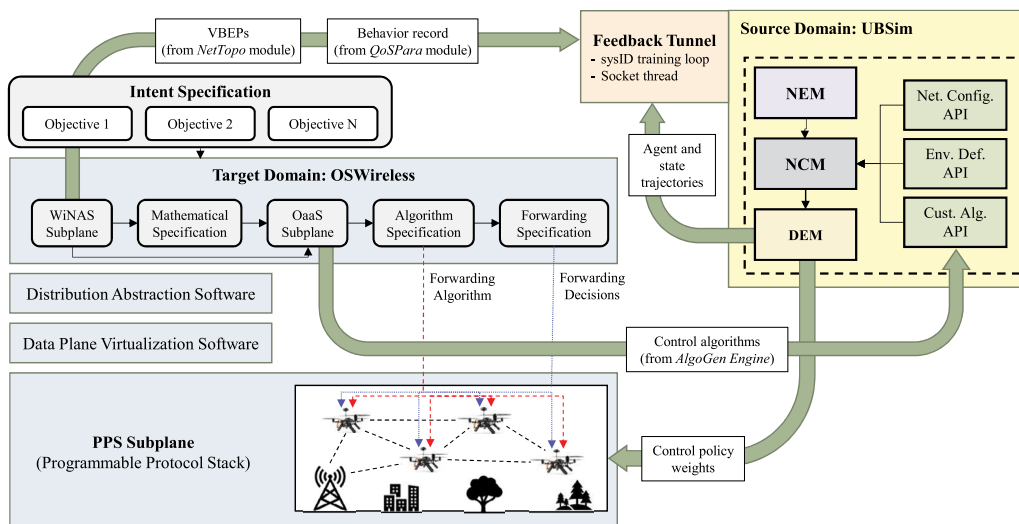 VBEPs
(from NetTopo module)
Behavior record
(from QoSPara module)
Feedback Tunnel
- sysID training loop
- Socket thread
Source Domain: UBSim
NEM
NCM
DEM
Net. Config.
API
Env. Def.
API
Cust. Alg.
API
Intent Specification
Objective 1
Objective 2
Objective N
Agent and
state
trajectories
Target Domain: OSWireless
WiNAS
Subplane
Mathematical
Specification
OaaS
Subplane
Algorithm
Specification
Forwarding
Specification
Forwarding
Algorithm
Forwarding
Decisions
Distribution Abstraction Software
Data Plane Virtualization Software
Control algorithms
(from AlgoGen Engine)
PPS Subplane
(Programmable Protocol Stack)
Control policy
weights